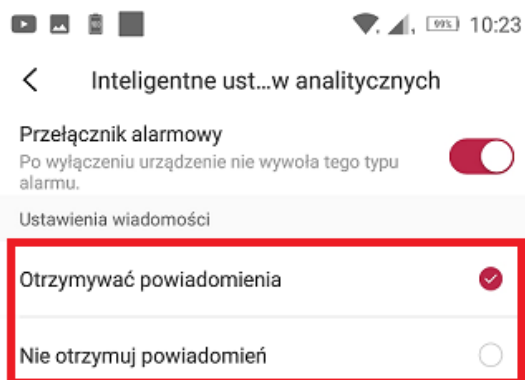 99% 10:23
Inteligentne ust...w analitycznych
Przełącznik alarmowy
Po wyłączeniu urządzenie nie wywoła tego typu
alarmu.
Ustawienia wiadomości
Otrzymywać powiadomienia
Nie otrzymuj powiadomień